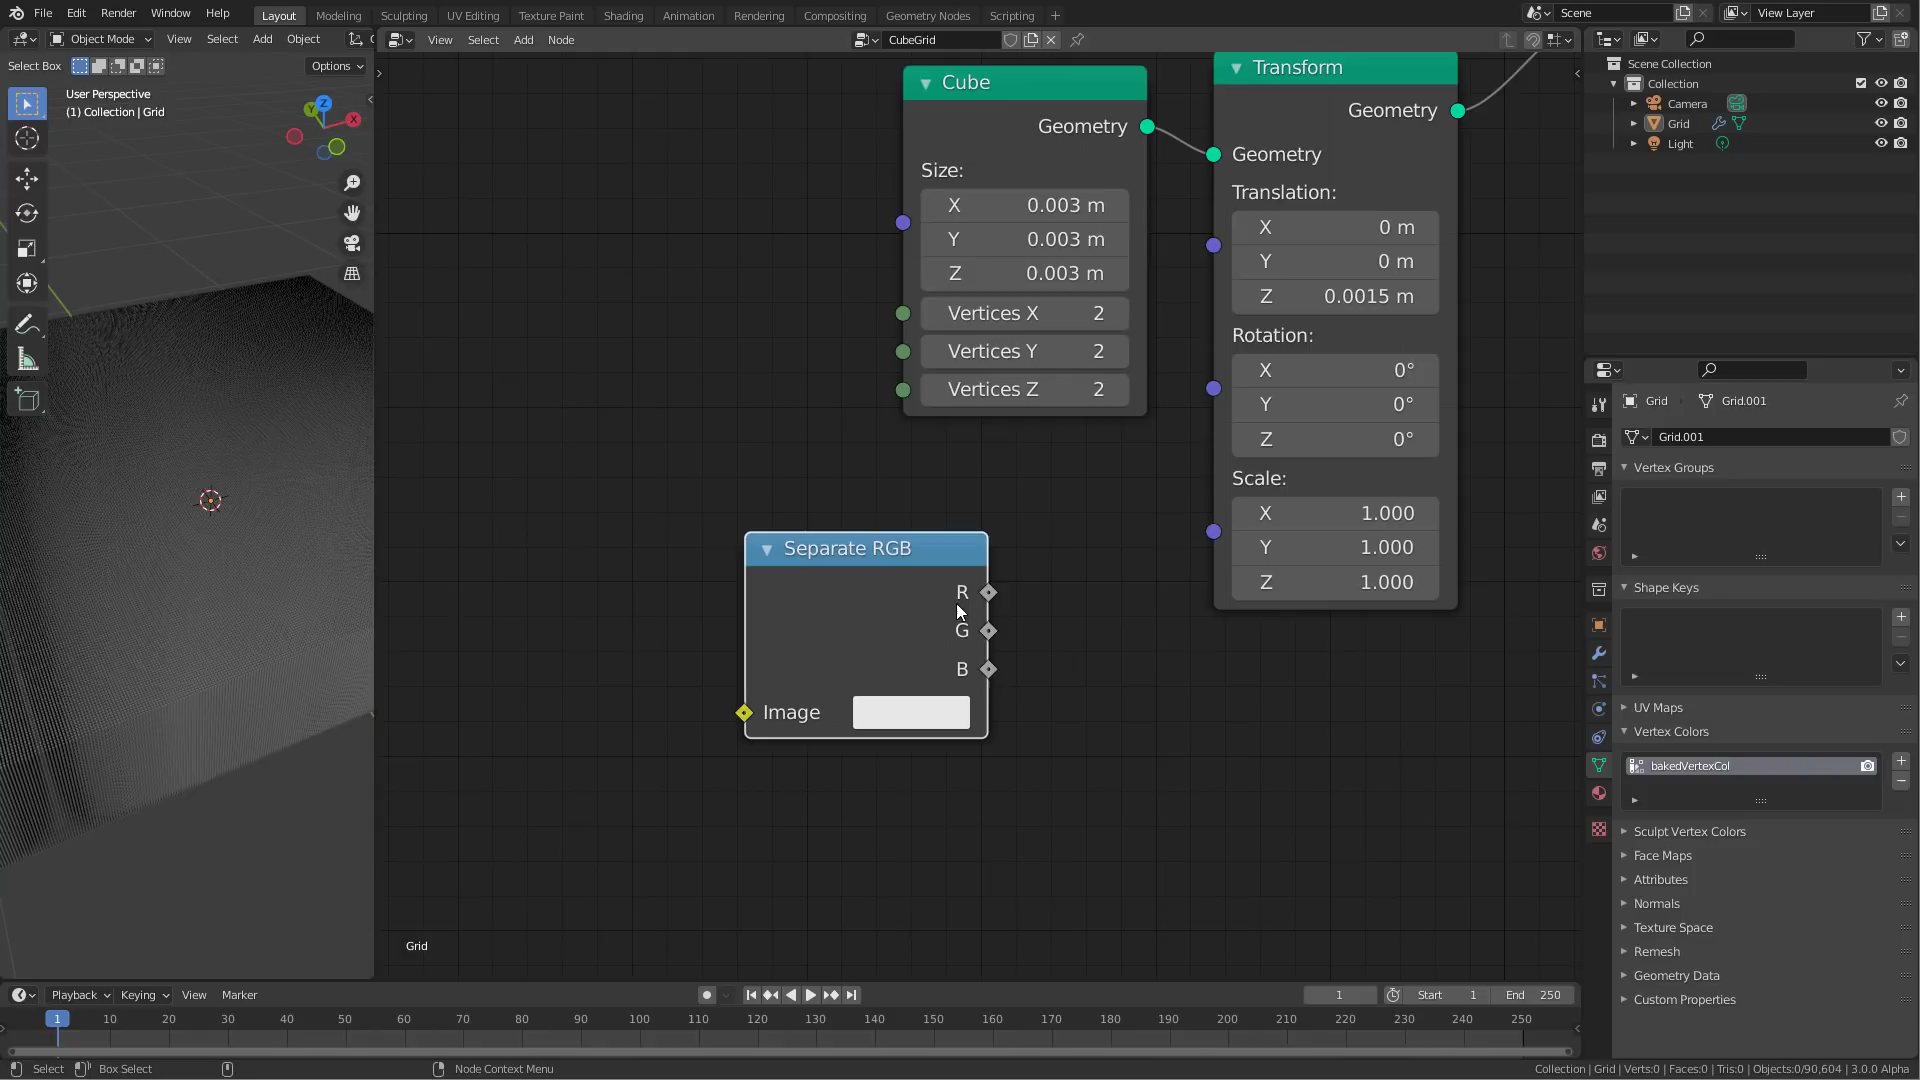 File Edit Render Window Help Layout Modeling Sculpting UV Editing Texture Paint Shading Animation Rendering Compositing Geometry Nodes Scripting + Scene View Layer
Object Mode View Select Add Object View Select Add Node CubeGrid
Select Box Options
User Perspective
(1) Collection | Grid
Y Z X
Cube
Geometry
Size:
X 0.003 m
Y 0.003 m
Z 0.003 m
Vertices X 2
Vertices Y 2
Vertices Z 2
Transform
Geometry
Geometry
Translation:
X 0 m
Y 0 m
Z 0.0015 m
Rotation:
X 0°
Y 0°
Z 0°
Scale:
X 1.000
Y 1.000
Z 1.000
Separate RGB
R
G
B
Image
Grid
Scene Collection
Collection
Camera
Grid
Light
Grid Grid.001
Grid.001
Vertex Groups
Shape Keys
UV Maps
Vertex Colors
bakedVertexCol
Sculpt Vertex Colors
Face Maps
Attributes
Normals
Texture Space
Remesh
Geometry Data
Custom Properties
Playback Keying View Marker 1 Start 1 End 250
1 10 20 30 40 50 60 70 80 90 100 110 120 130 140 150 160 170 180 190 200 210 220 230 240 250
Select Box Select Node Context Menu Collection | Grid | Verts:0 | Faces:0 | Tris:0 | Objects:0/90,604 | 3.0.0 Alpha